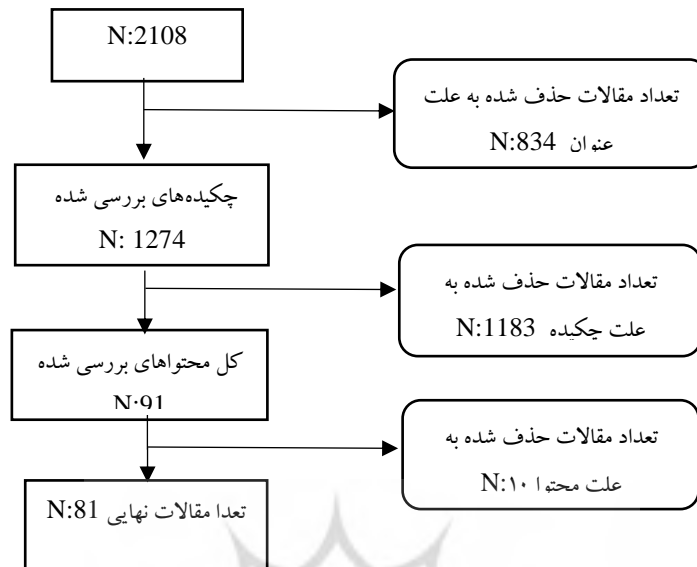 N:2108
تعداد مقالات حذف شده به علت
عنوان N:834
چکیده‌های بررسی شده
N: 1274
تعداد مقالات حذف شده به
علت چکیده N:1183
کل محتواهای بررسی شده
N:91
تعداد مقالات حذف شده به
علت محتوا N:۱۰
تعدا مقالات نهایی N:81